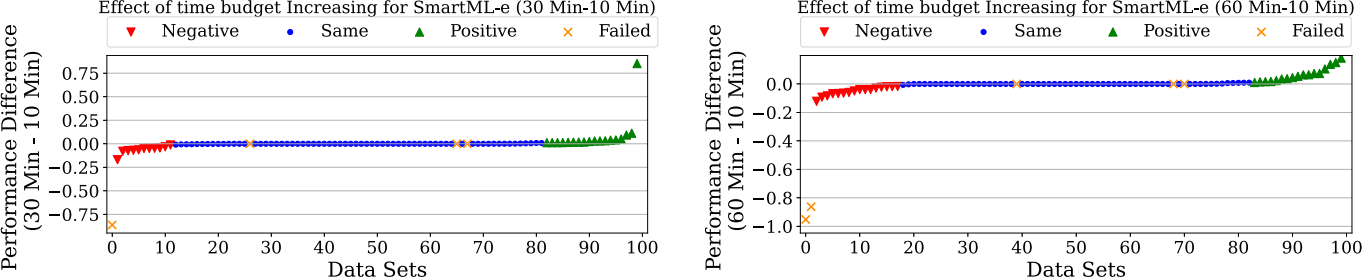 Effect of time budget Increasing for SmartML-e (30 Min-10 Min)
Negative Same Positive Failed
Performance Difference
(30 Min - 10 Min)
0.75
0.50
0.25
0.00
−0.25
−0.50
−0.75
0 10 20 30 40 50 60 70 80 90 100
Data Sets
Effect of time budget Increasing for SmartML-e (60 Min-10 Min)
Negative Same Positive Failed
Performance Difference
(60 Min - 10 Min)
0.0
−0.2
−0.4
−0.6
−0.8
−1.0
0 10 20 30 40 50 60 70 80 90 100
Data Sets